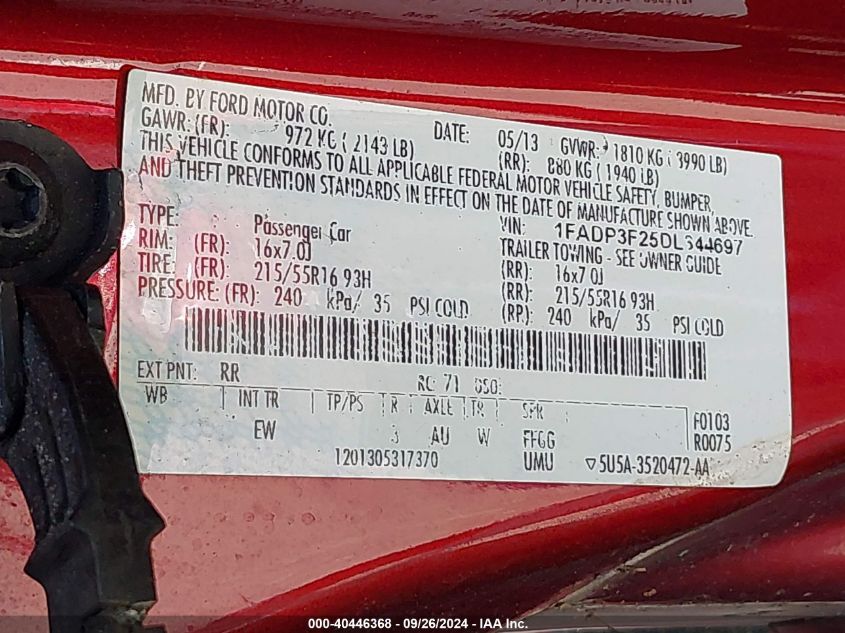 MFD. BY FORD MOTOR CO.
DATE: 05/13 GVWR: 1810 KG ( 3990 LB)
GAWR: (FR): 972 KG ( 2143 LB) (RR): 880 KG ( 1940 LB)
THIS VEHICLE CONFORMS TO ALL APPLICABLE FEDERAL MOTOR VEHICLE SAFETY, BUMPER,
AND THEFT PREVENTION STANDARDS IN EFFECT ON THE DATE OF MANUFACTURE SHOWN ABOVE.
VIN: 1FADP3F25DL344697
TYPE: Passenger Car TRAILER TOWING - SEE OWNER GUIDE
RIM: (FR): 16x7.0J (RR): 16x7.0J
TIRE: (FR): 215/55R16 93H (RR): 215/55R16 93H
PRESSURE: (FR): 240 kPa/ 35 PSI COLD (RR): 240 kPa/ 35 PSI COLD
EXT PNT: RR RC: 71 DSO:
WB INT TR TP/PS R AXLE TR SPR F0103
EW 3 AU W FFGG R0075
1201305317370 UMU ▽5U5A-3520472-AA
000-40446368 - 09/26/2024 - IAA Inc.